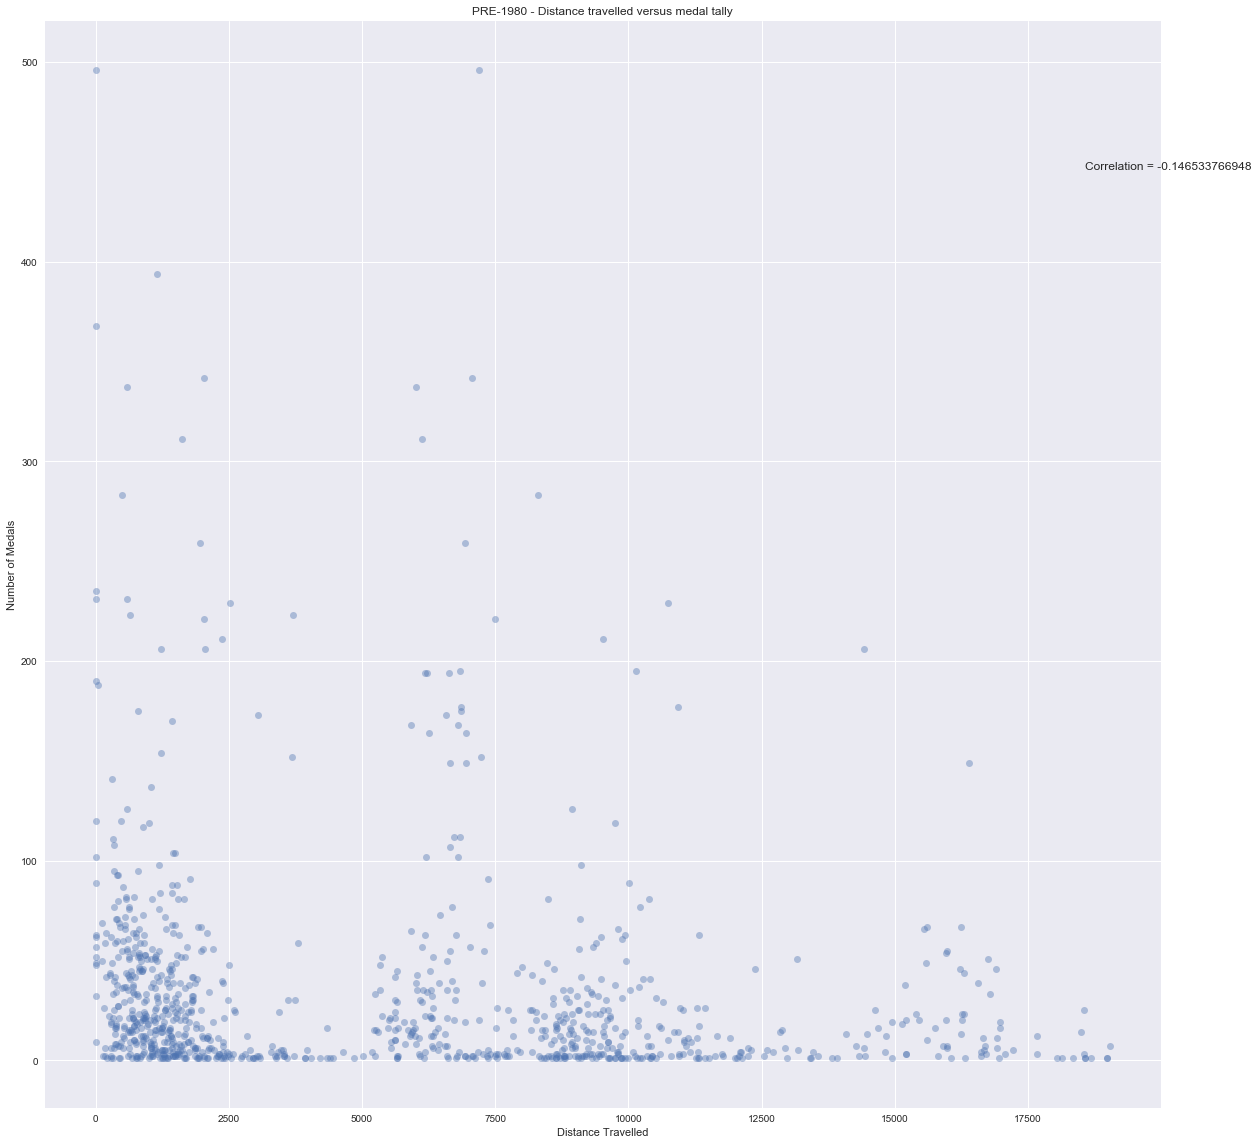 PRE-1980 - Distance travelled versus medal tally
500
Correlation = -0.146533766948
400
300
Number of Medals
200
100
0
0 2500 5000 7500 10000 12500 15000 17500
Distance Travelled